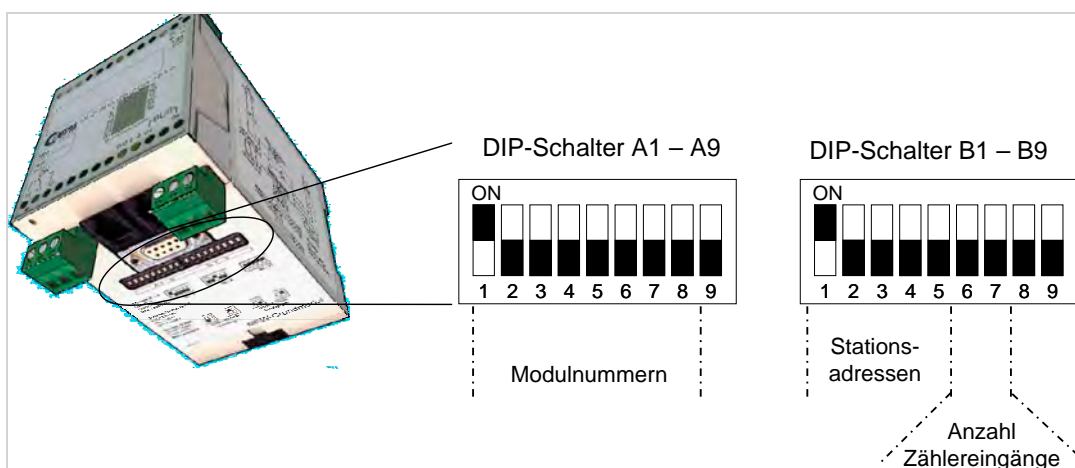 DIP-Schalter A1 – A9
ON
1 2 3 4 5 6 7 8 9
Modulnummern
DIP-Schalter B1 – B9
ON
1 2 3 4 5 6 7 8 9
Stations-
adressen
Anzahl
Zählereingänge